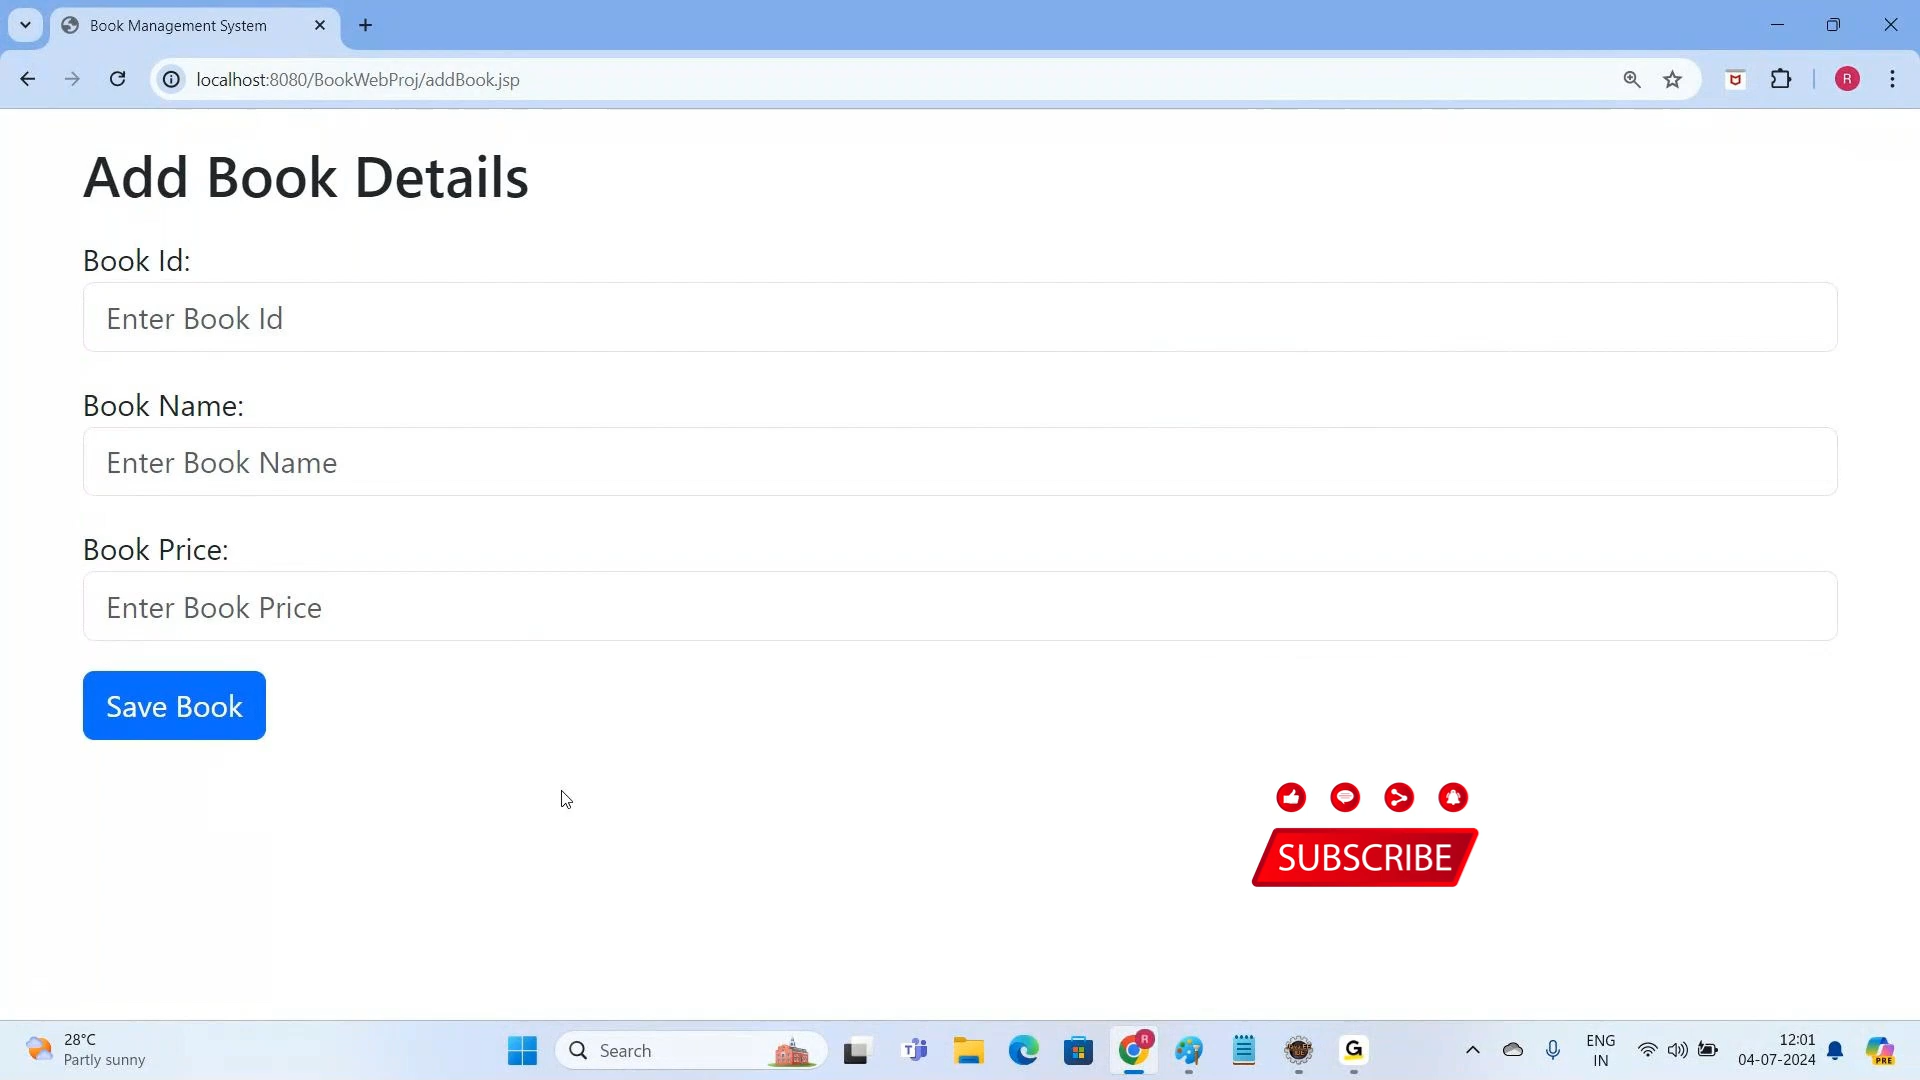 Book Management System
localhost:8080/BookWebProj/addBook.jsp
R
Add Book Details
Book Id:
Enter Book Id
Book Name:
Enter Book Name
Book Price:
Enter Book Price
Save Book
SUBSCRIBE
28°C
Partly sunny
Search
R
G
ENG
IN
12:01
04-07-2024
PRE